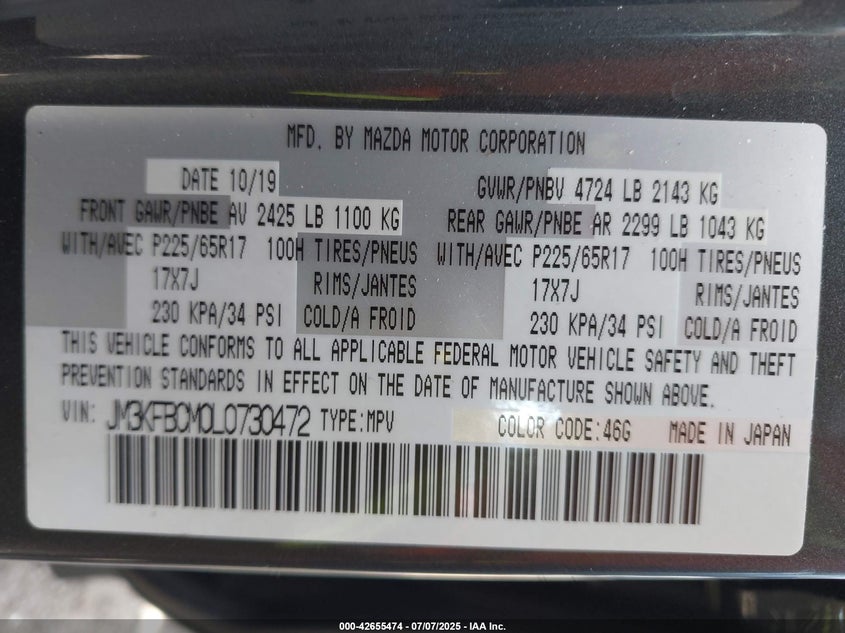 MFD. BY MAZDA MOTOR CORPORATION
DATE 10/19 GVWR/PNBV 4724 LB 2143 KG
FRONT GAWR/PNBE AV 2425 LB 1100 KG REAR GAWR/PNBE AR 2299 LB 1043 KG
WITH/AVEC P225/65R17 100H TIRES/PNEUS WITH/AVEC P225/65R17 100H TIRES/PNEUS
17X7J RIMS/JANTES 17X7J RIMS/JANTES
230 KPA/34 PSI COLD/A FROID 230 KPA/34 PSI COLD/A FROID
THIS VEHICLE CONFORMS TO ALL APPLICABLE FEDERAL MOTOR VEHICLE SAFETY AND THEFT
PREVENTION STANDARDS IN EFFECT ON THE DATE OF MANUFACTURE SHOWN ABOVE.
VIN: JM3KFBCM0L0730472 TYPE:MPV COLOR CODE:46G MADE IN JAPAN
000-42655474 - 07/07/2025 - IAA Inc.